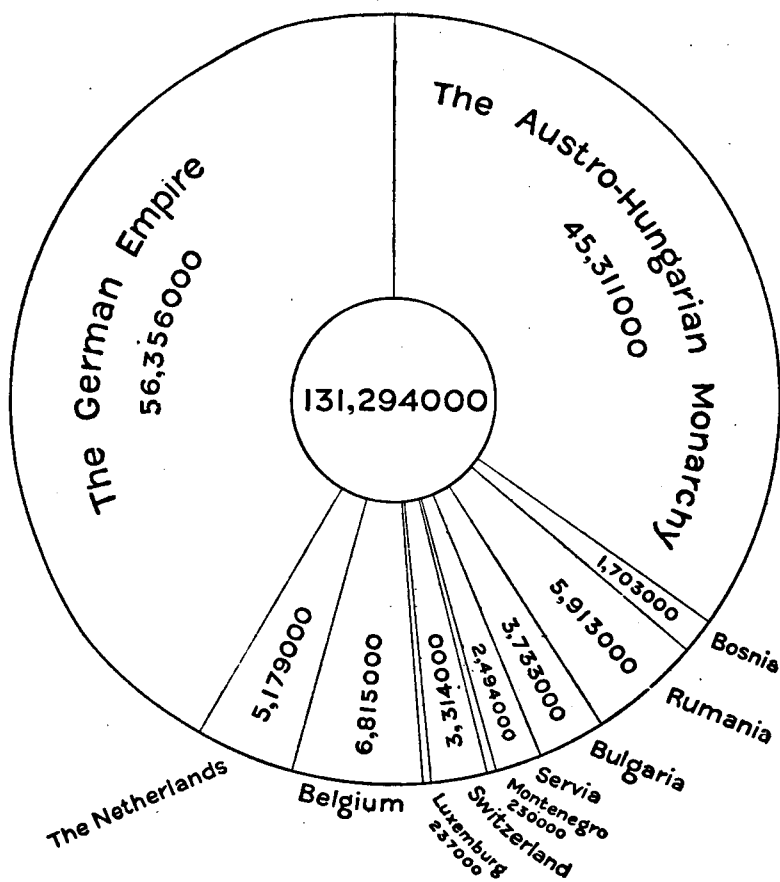 The German Empire
56,356000
The Austro-Hungarian Monarchy
45,311000
131,294000
1,703000
Bosnia
5,913000
Rumania
3,733000
Bulgaria
2,494000
Servia
Montenegro
230000
3,314000
Switzerland
Luxemburg
237000
6,815000
Belgium
5,179000
The Netherlands